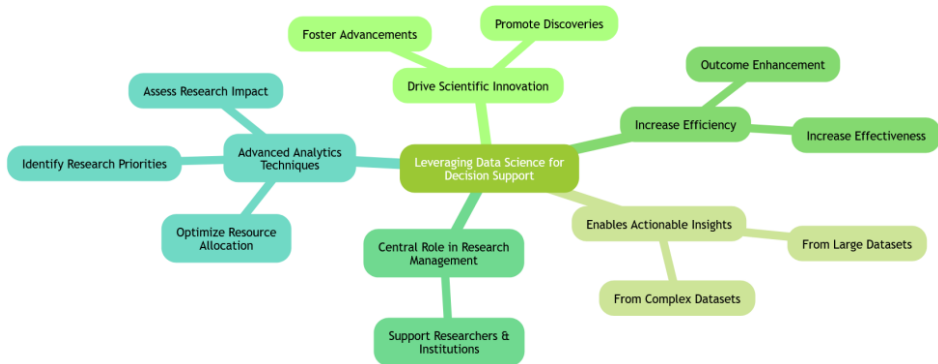 Promote Discoveries
Foster Advancements
Drive Scientific Innovation
Outcome Enhancement
Increase Efficiency
Increase Effectiveness
Assess Research Impact
Identify Research Priorities
Advanced Analytics
Techniques
Optimize Resource
Allocation
Leveraging Data Science for
Decision Support
Enables Actionable Insights
From Large Datasets
From Complex Datasets
Central Role in Research
Management
Support Researchers &
Institutions